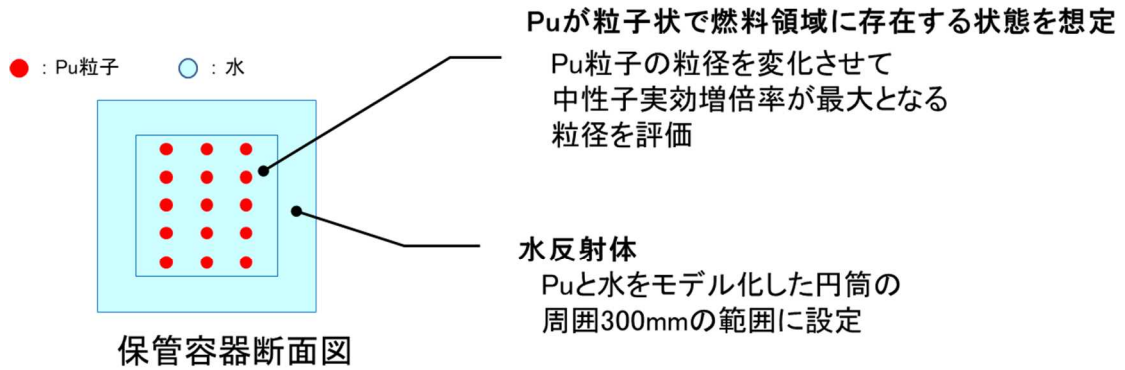 Puが粒子状で燃料領域に存在する状態を想定
：Pu粒子 ：水
Pu粒子の粒径を変化させて
中性子実効増倍率が最大となる
粒径を評価
水反射体
Puと水をモデル化した円筒の
周囲300mmの範囲に設定
保管容器断面図